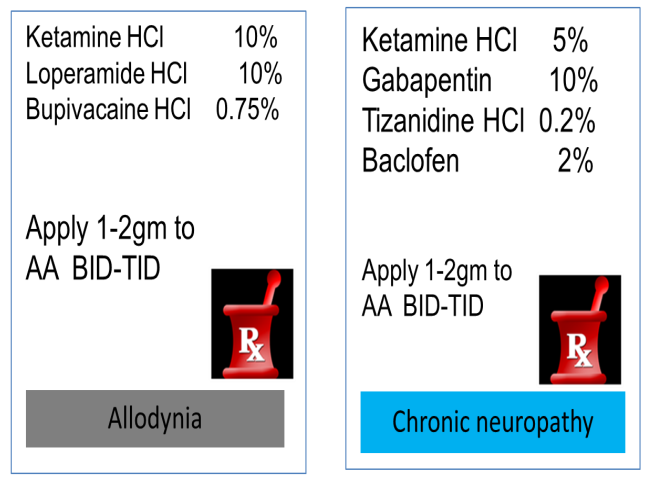 Ketamine HCl 10%
Loperamide HCl 10%
Bupivacaine HCl 0.75%
Apply 1-2gm to
AA BID-TID
Rx
Allodynia
Ketamine HCl 5%
Gabapentin 10%
Tizanidine HCl 0.2%
Baclofen 2%
Apply 1-2gm to
AA BID-TID
Rx
Chronic neuropathy